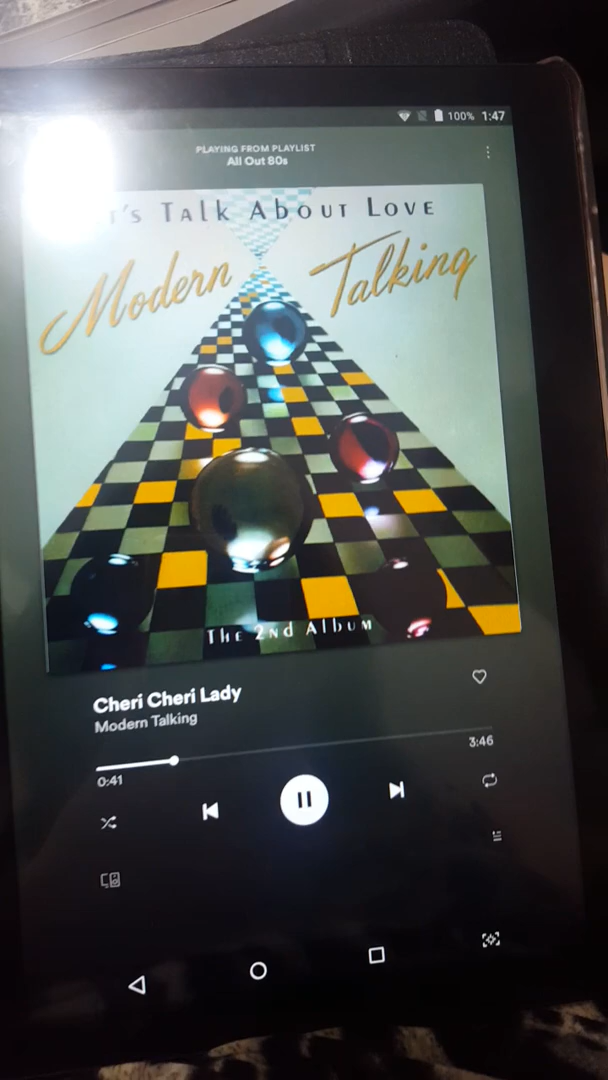 100% 1:47
PLAYING FROM PLAYLIST
All Out 80s
's Talk About Love
Modern Talking
The 2nd Album
Cheri Cheri Lady
Modern Talking
0:41
3:46